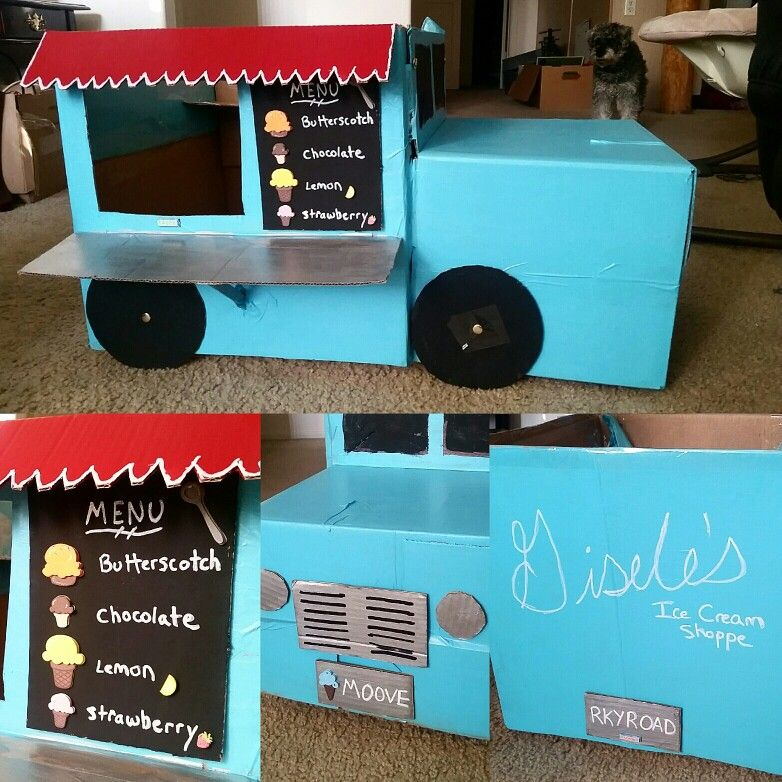 MENU
Butterscotch
Chocolate
Lemon
strawberry
MENU
Butterscotch
Chocolate
Lemon
strawberry
MOOVE
Gisele's
Ice Cream
Shoppe
RKYROAD